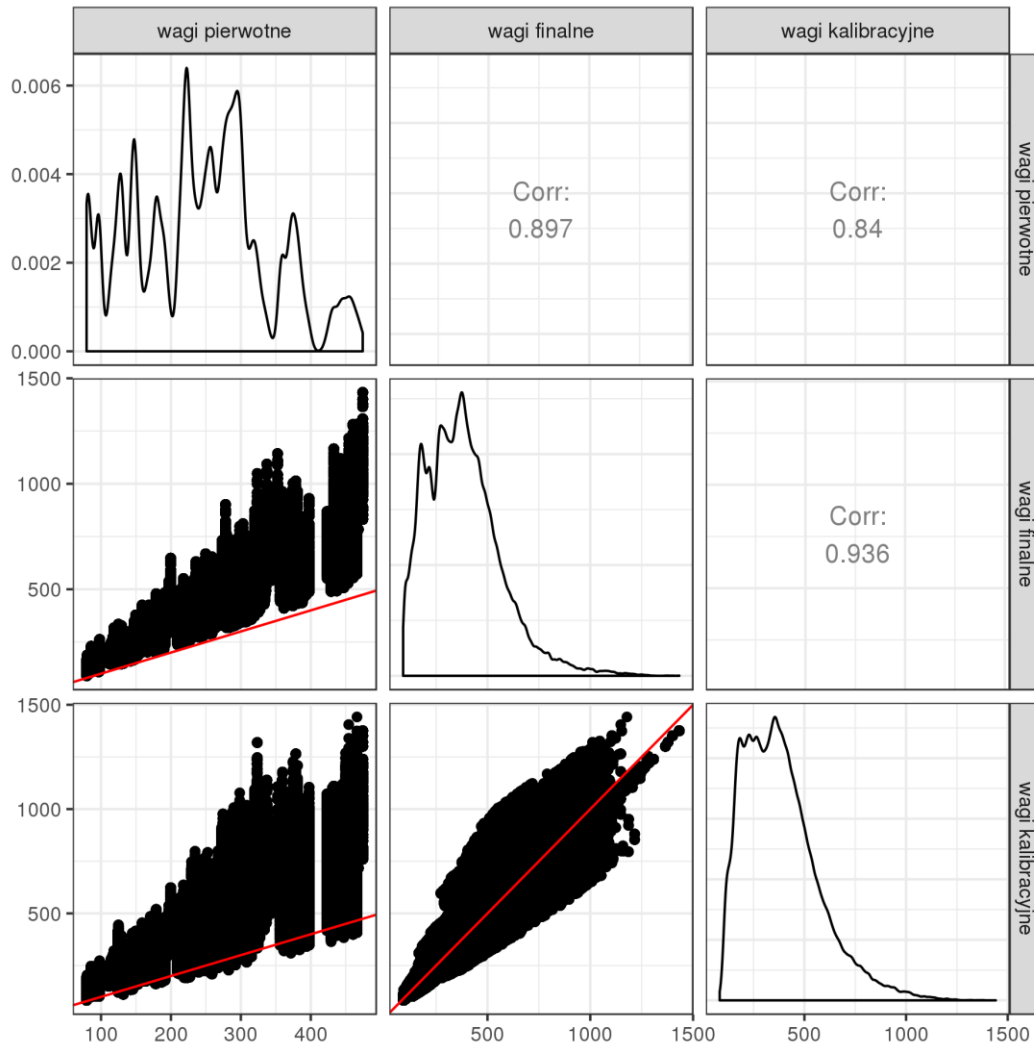 wagi pierwotne
wagi finalne
wagi kalibracyjne
0.006
0.004
0.002
0.000
Corr:
0.897
Corr:
0.84
wagi pierwotne
1500
1000
500
Corr:
0.936
wagi finalne
1500
1000
500
wagi kalibracyjne
100 200 300 400
500 1000 1500
500 1000 1500